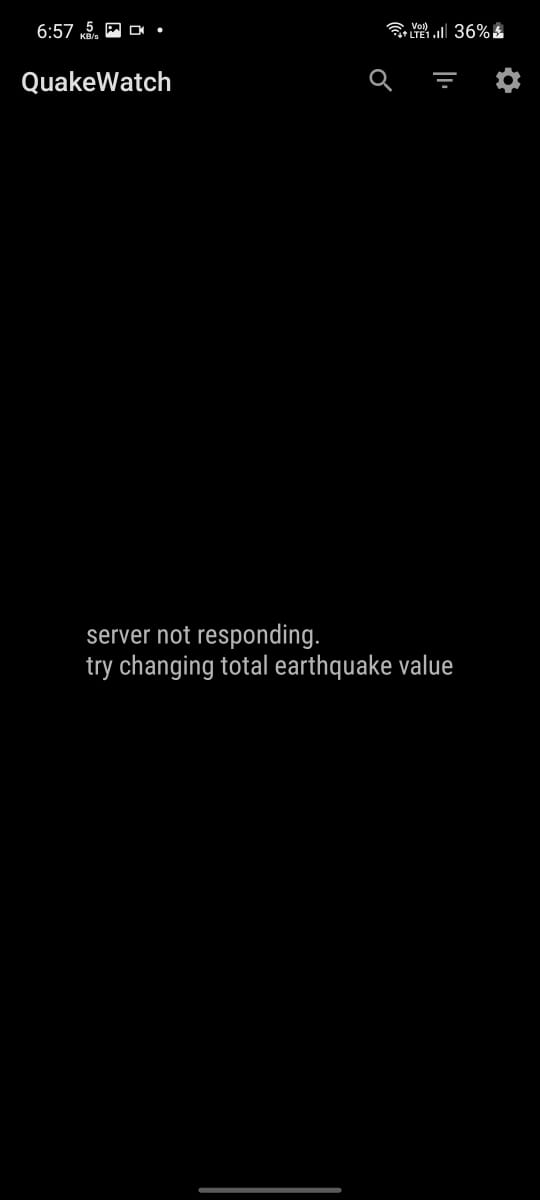 6:57 5 KB/s Vo)) LTE1 36%
QuakeWatch
server not responding.
try changing total earthquake value